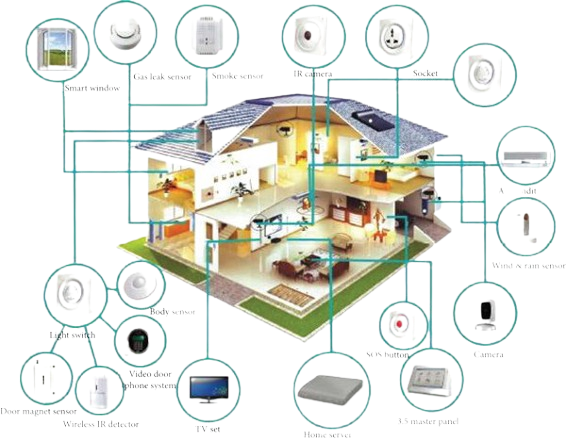 Smart window
Gas leak sensor
Smoke sensor
IR camera
Socket
Wind & rain sensor
Light switch
Body sensor
Video door
phone system
Door magnet sensor
Wireless IR detector
TV set
Home server
SOS button
3.5 master panel
Camera